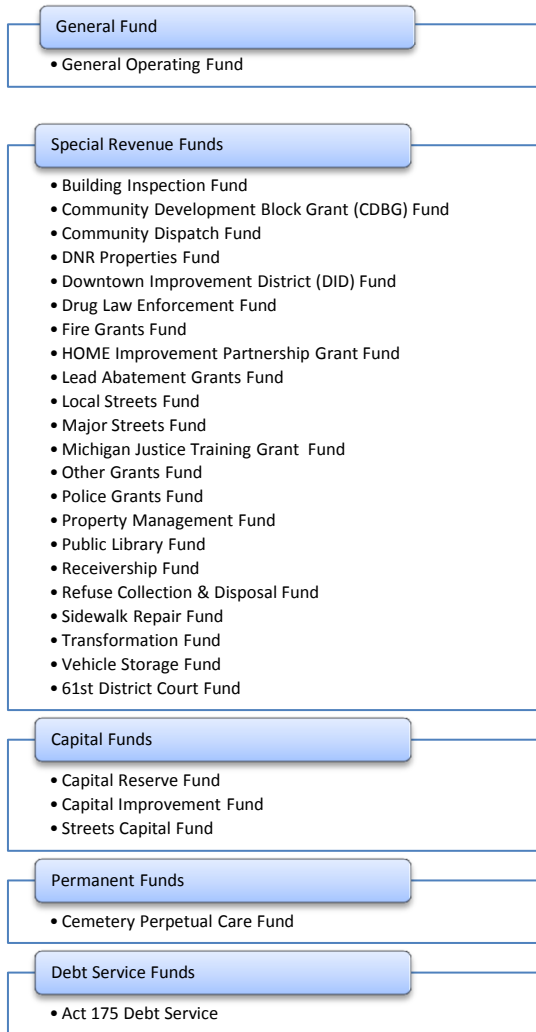 General Fund
• General Operating Fund
Special Revenue Funds
• Building Inspection Fund
• Community Development Block Grant (CDBG) Fund
• Community Dispatch Fund
• DNR Properties Fund
• Downtown Improvement District (DID) Fund
• Drug Law Enforcement Fund
• Fire Grants Fund
• HOME Improvement Partnership Grant Fund
• Lead Abatement Grants Fund
• Local Streets Fund
• Major Streets Fund
• Michigan Justice Training Grant  Fund
• Other Grants Fund
• Police Grants Fund
• Property Management Fund
• Public Library Fund
• Receivership Fund
• Refuse Collection & Disposal Fund
• Sidewalk Repair Fund
• Transformation Fund
• Vehicle Storage Fund
• 61st District Court Fund
Capital Funds
• Capital Reserve Fund
• Capital Improvement Fund
• Streets Capital Fund
Permanent Funds
• Cemetery Perpetual Care Fund
Debt Service Funds
• Act 175 Debt Service